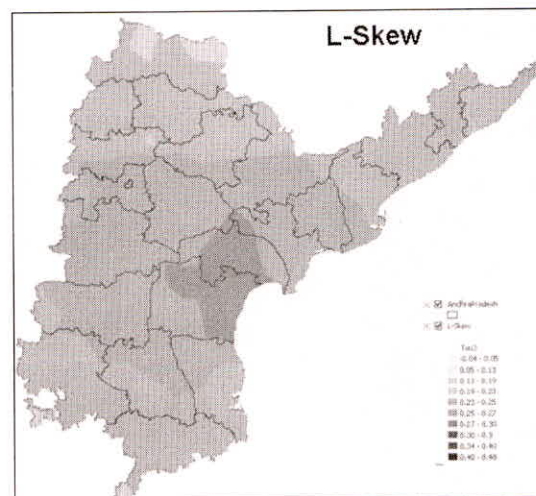 L-Skew
AndhraPradesh
L-Skew
Tau3
-0.04 - 0.05
0.05 - 0.13
0.13 - 0.19
0.19 - 0.23
0.23 - 0.25
0.25 - 0.27
0.27 - 0.30
0.34 - 0.40
0.40 - 0.48